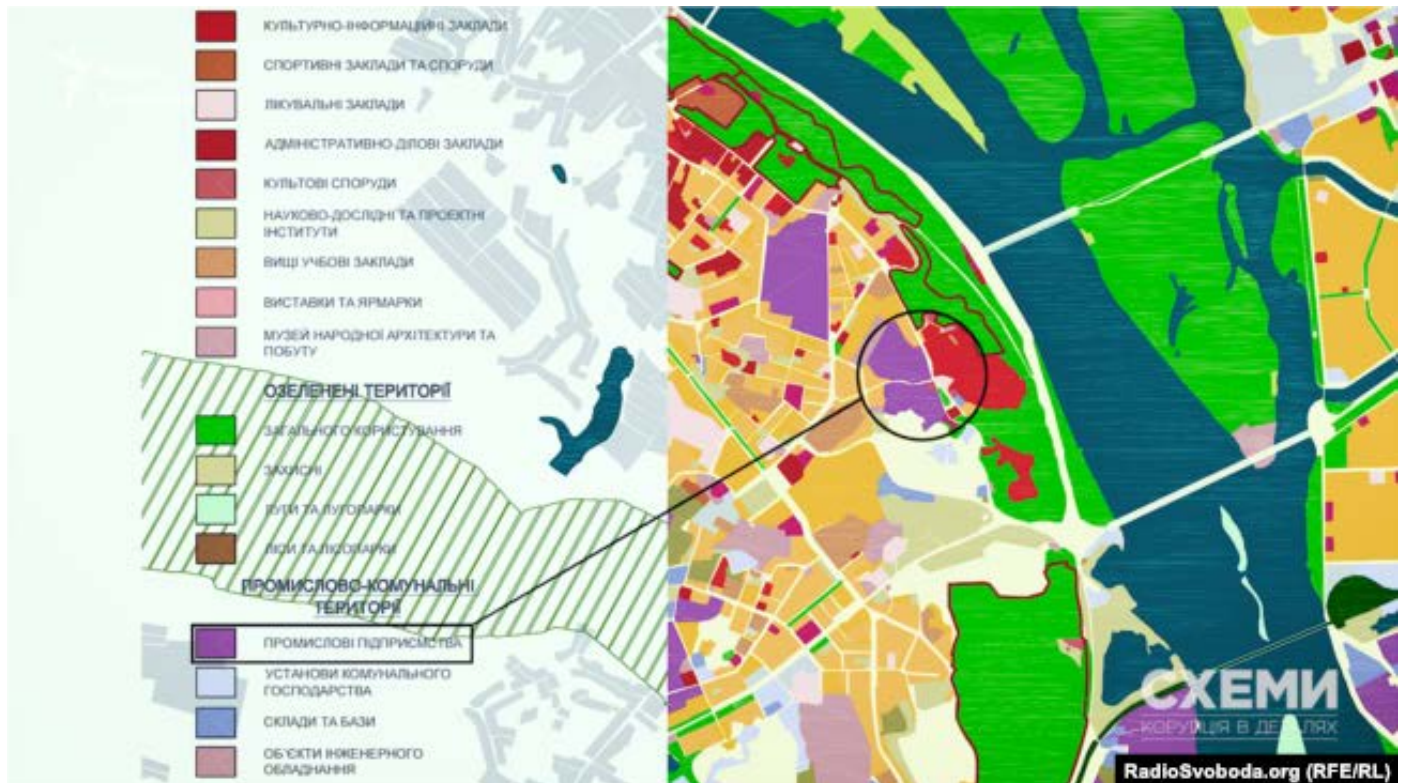 КУЛЬТУРНО-ІНФОРМАЦІЙНІ ЗАКЛАДИ
СПОРТИВНІ ЗАКЛАДИ ТА СПОРУДИ
ЛІКУВАЛЬНІ ЗАКЛАДИ
АДМІНІСТРАТИВНО-ДІЛОВІ ЗАКЛАДИ
КУЛЬТОВІ СПОРУДИ
НАУКОВО-ДОСЛІДНІ ТА ПРОЕКТНІ
ІНСТИТУТИ
ВИЩІ УЧБОВІ ЗАКЛАДИ
ВИСТАВКИ ТА ЯРМАРКИ
МУЗЕЙ НАРОДНОЇ АРХІТЕКТУРИ ТА
ПОБУТУ
ОЗЕЛЕНЕНІ ТЕРИТОРІЇ
ЗАГАЛЬНОГО КОРИСТУВАННЯ
ЗАХИСНІ
ЛУГИ ТА ЛУГОПАРКИ
ЛІСИ ТА ЛІСОПАРКИ
ПРОМИСЛОВО-КОМУНАЛЬНІ
ТЕРИТОРІЇ
ПРОМИСЛОВІ ПІДПРИЄМСТВА
УСТАНОВИ КОМУНАЛЬНОГО
ГОСПОДАРСТВА
СКЛАДИ ТА БАЗИ
ОБ'ЄКТИ ІНЖЕНЕРНОГО
ОБЛАДНАННЯ
СХЕМИ
КОРУПЦІЯ В ДЕТАЛЯХ
RadioSvoboda.org (RFE/RL)